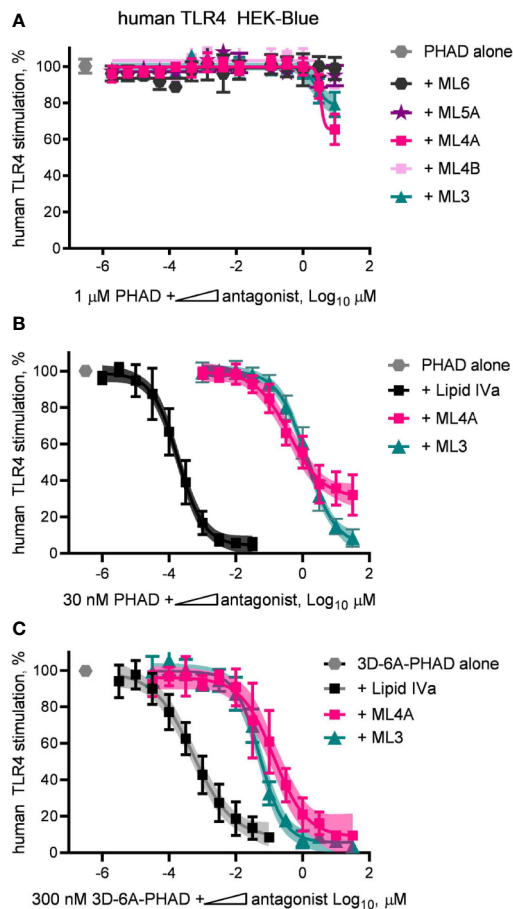 A
human TLR4 HEK-Blue
human TLR4 stimulation, %
100
80
60
40
20
0
-6
-4
-2
0
2
1 μM PHAD + antagonist, Log10 μM
PHAD alone
+ ML6
+ ML5A
+ ML4A
+ ML4B
+ ML3
B
human TLR4 stimulation, %
100
80
60
40
20
0
-6
-4
-2
0
2
30 nM PHAD + antagonist, Log10 μM
PHAD alone
+ Lipid IVa
+ ML4A
+ ML3
C
human TLR4 stimulation, %
100
80
60
40
20
0
-6
-4
-2
0
2
300 nM 3D-6A-PHAD + antagonist Log10, μM
3D-6A-PHAD alone
+ Lipid IVa
+ ML4A
+ ML3